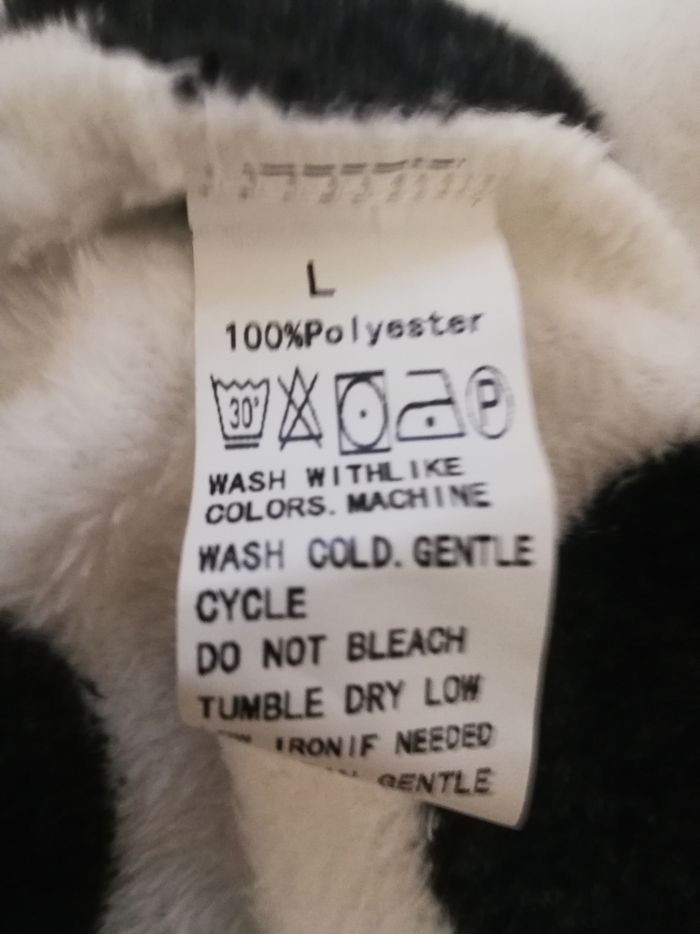 L
100%Polyester
30° P
WASH WITHLIKE
COLORS. MACHINE
WASH COLD. GENTLE
CYCLE
DO NOT BLEACH
TUMBLE DRY LOW
IRONIF NEEDED
GENTLE